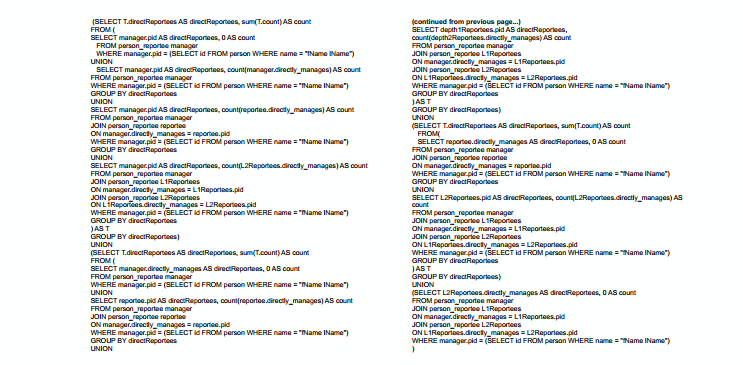 (SELECT T.directReportees AS directReportees, sum(T.count) AS count
FROM (
SELECT manager.pid AS directReportees, 0 AS count
FROM person_reportee manager
WHERE manager.pid = (SELECT id FROM person WHERE name = "fName lName")
UNION
SELECT manager.pid AS directReportees, count(manager.directly_manages) AS count
FROM person_reportee manager
WHERE manager.pid = (SELECT id FROM person WHERE name = "fName lName")
GROUP BY directReportees
UNION
SELECT manager.pid AS directReportees, count(reportee.directly_manages) AS count
FROM person_reportee manager
JOIN person_reportee reportee
ON manager.directly_manages = reportee.pid
WHERE manager.pid = (SELECT id FROM person WHERE name = "fName lName")
GROUP BY directReportees
UNION
SELECT manager.pid AS directReportees, count(L2Reportees.directly_manages) AS count
FROM person_reportee manager
JOIN person_reportee L1Reportees
ON manager.directly_manages = L1Reportees.pid
JOIN person_reportee L2Reportees
ON L1Reportees.directly_manages = L2Reportees.pid
WHERE manager.pid = (SELECT id FROM person WHERE name = "fName lName")
GROUP BY directReportees
) AS T
GROUP BY directReportees)
UNION
(SELECT T.directReportees AS directReportees, sum(T.count) AS count
FROM (
SELECT manager.directly_manages AS directReportees, 0 AS count
FROM person_reportee manager
WHERE manager.pid = (SELECT id FROM person WHERE name = "fName lName")
UNION
SELECT reportee.pid AS directReportees, count(reportee.directly_manages) AS count
FROM person_reportee manager
JOIN person_reportee reportee
ON manager.directly_manages = reportee.pid
WHERE manager.pid = (SELECT id FROM person WHERE name = "fName lName")
GROUP BY directReportees
UNION
(continued from previous page...)
SELECT depth1Reportees.pid AS directReportees,
count(depth2Reportees.directly_manages) AS count
FROM person_reportee manager
JOIN person_reportee L1Reportees
ON manager.directly_manages = L1Reportees.pid
JOIN person_reportee L2Reportees
ON L1Reportees.directly_manages = L2Reportees.pid
WHERE manager.pid = (SELECT id FROM person WHERE name = "fName lName")
GROUP BY directReportees
) AS T
GROUP BY directReportees)
UNION
(SELECT T.directReportees AS directReportees, sum(T.count) AS count
FROM(
SELECT reportee.directly_manages AS directReportees, 0 AS count
FROM person_reportee manager
JOIN person_reportee reportee
ON manager.directly_manages = reportee.pid
WHERE manager.pid = (SELECT id FROM person WHERE name = "fName lName")
GROUP BY directReportees
UNION
SELECT L2Reportees.pid AS directReportees, count(L2Reportees.directly_manages) AS
count
FROM person_reportee manager
JOIN person_reportee L1Reportees
ON manager.directly_manages = L1Reportees.pid
JOIN person_reportee L2Reportees
ON L1Reportees.directly_manages = L2Reportees.pid
WHERE manager.pid = (SELECT id FROM person WHERE name = "fName lName")
GROUP BY directReportees
) AS T
GROUP BY directReportees)
UNION
(SELECT L2Reportees.directly_manages AS directReportees, 0 AS count
FROM person_reportee manager
JOIN person_reportee L1Reportees
ON manager.directly_manages = L1Reportees.pid
JOIN person_reportee L2Reportees
ON L1Reportees.directly_manages = L2Reportees.pid
WHERE manager.pid = (SELECT id FROM person WHERE name = "fName lName")
)